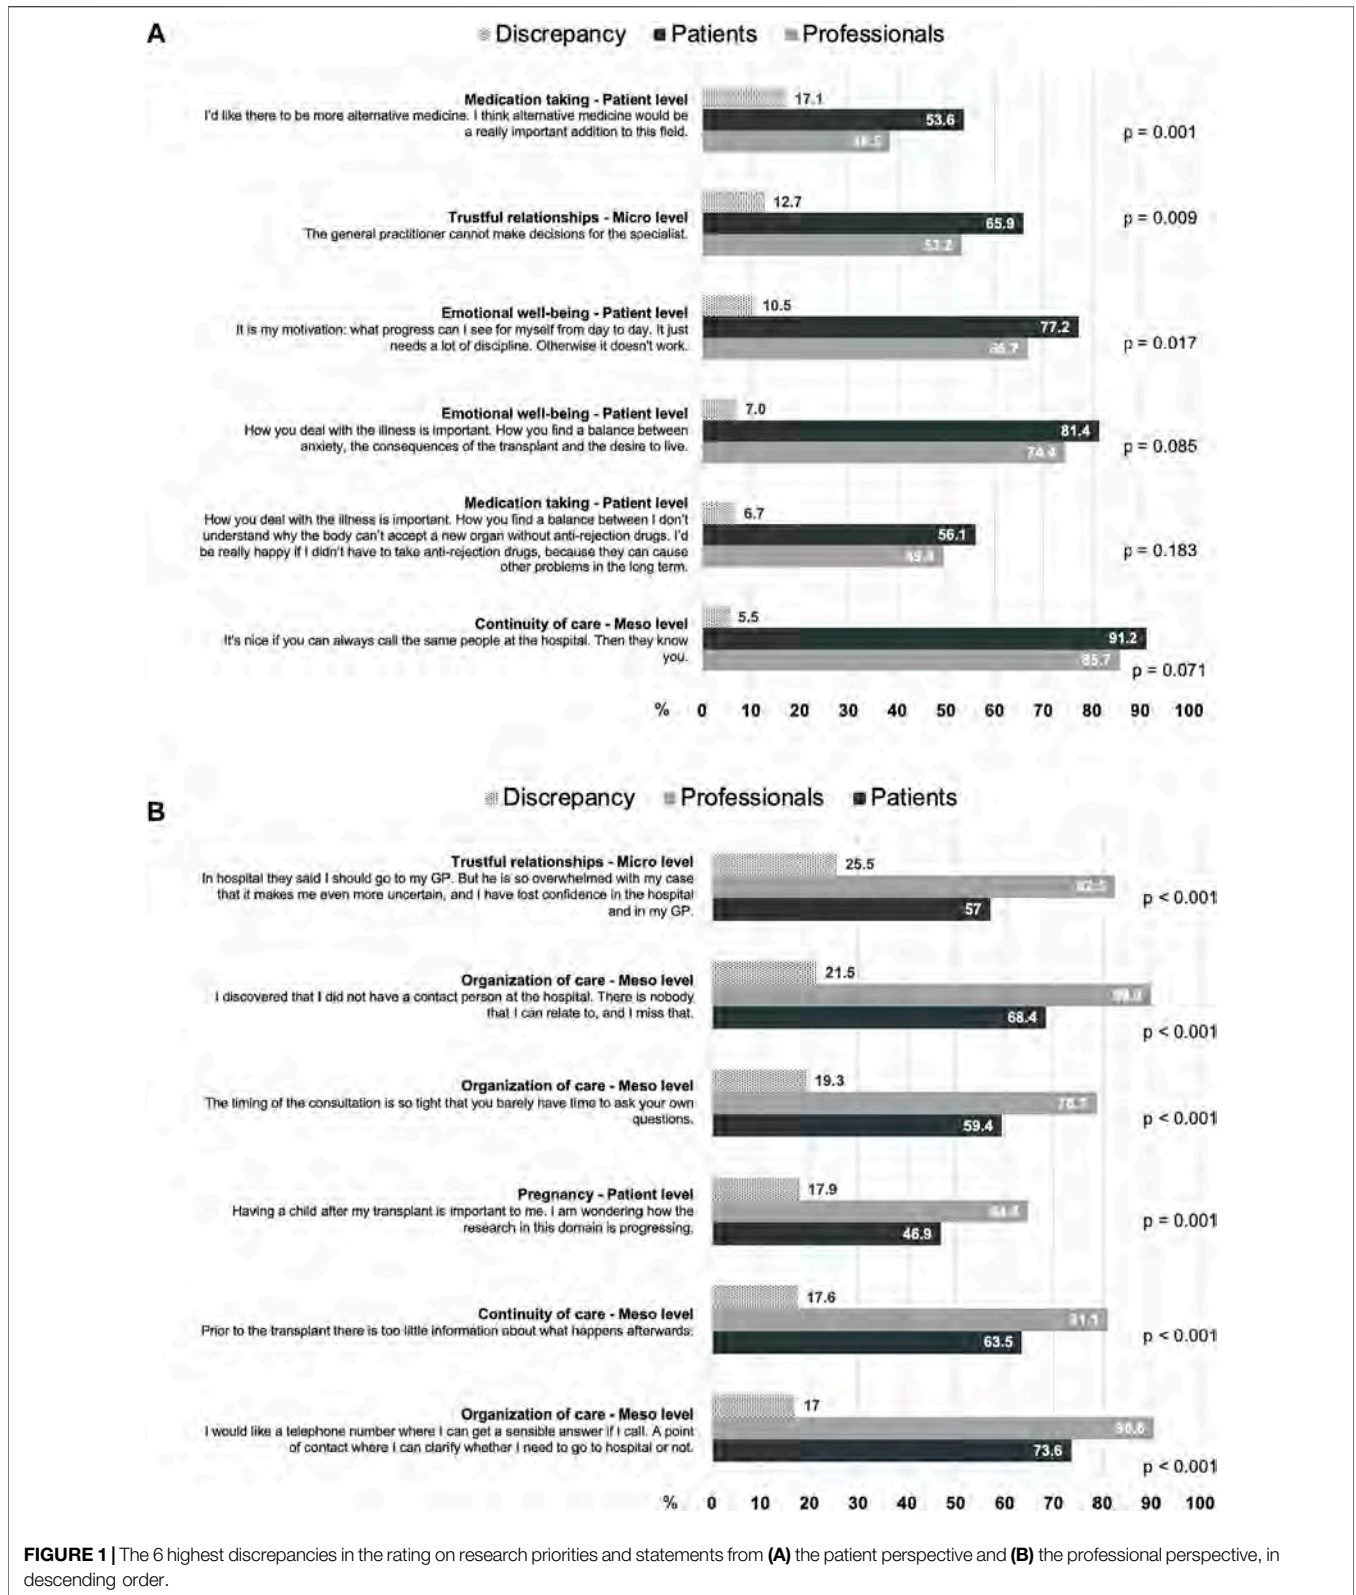 A
Discrepancy Patients Professionals
Medication taking - Patient level
I'd like there to be more alternative medicine. I think alternative medicine would be
a really important addition to this field.
17.1
53.6
p = 0.001
Trustful relationships - Micro level
The general practitioner cannot make decisions for the specialist.
12.7
65.9
53.2
p = 0.009
Emotional well-being - Patient level
It is my motivation: what progress can I see for myself from day to day. It just
needs a lot of discipline. Otherwise it doesn't work.
10.5
77.2
66.7
p = 0.017
Emotional well-being - Patient level
How you deal with the illness is important. How you find a balance between
anxiety, the consequences of the transplant and the desire to live.
7.0
81.4
74.4
p = 0.085
Medication taking - Patient level
How you deal with the illness is important. How you find a balance between I don't
understand why the body can't accept a new organ without anti-rejection drugs. I'd
be really happy if I didn't have to take anti-rejection drugs, because they can cause
other problems in the long term.
6.7
56.1
49.4
p = 0.183
Continuity of care - Meso level
It's nice if you can always call the same people at the hospital. Then they know
you.
5.5
91.2
85.7
p = 0.071
% 0 10 20 30 40 50 60 70 80 90 100
B
Discrepancy Professionals Patients
Trustful relationships - Micro level
In hospital they said I should go to my GP. But he is so overwhelmed with my case
that it makes me even more uncertain, and I have lost confidence in the hospital
and in my GP.
25.5
82.5
57
p < 0.001
Organization of care - Meso level
I discovered that I did not have a contact person at the hospital. There is nobody
that I can relate to, and I miss that.
21.5
68.4
p < 0.001
Organization of care - Meso level
The timing of the consultation is so tight that you barely have time to ask your own
questions.
19.3
78.7
59.4
p < 0.001
Pregnancy - Patient level
Having a child after my transplant is important to me. I am wondering how the
research in this domain is progressing.
17.9
46.9
p = 0.001
Continuity of care - Meso level
Prior to the transplant there is too little information about what happens afterwards.
17.6
81.1
63.5
p < 0.001
Organization of care - Meso level
I would like a telephone number where I can get a sensible answer if I call. A point
of contact where I can clarify whether I need to go to hospital or not.
17
90.6
73.6
p < 0.001
% 0 10 20 30 40 50 60 70 80 90 100
FIGURE 1 | The 6 highest discrepancies in the rating on research priorities and statements from (A) the patient perspective and (B) the professional perspective, in
descending order.